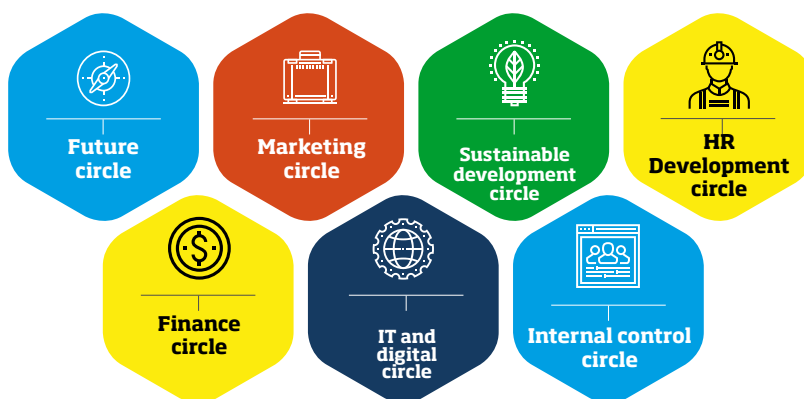 Future
circle
Marketing
circle
Sustainable
development
circle
HR
Development
circle
$
Finance
circle
IT and
digital
circle
Internal control
circle